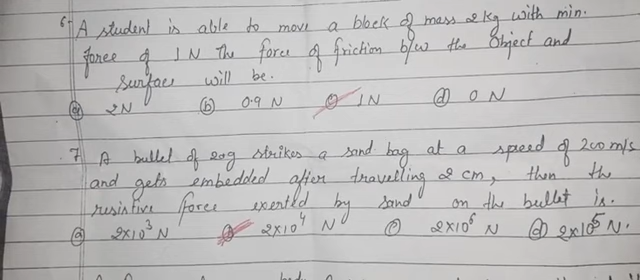 6. A student is able to move a block of mass 2 kg with min.
force of 1 N The force of friction b/w the Object and
surface will be.
(a) 2N (b) 0.9 N (c) 1N (d) 0 N
7 A bullet of 20g strikes a sand bag at a speed of 200 m/s
and gets embedded after travelling 2 cm, then the
resistive force exerted by sand on the bullet is.
(a) 2×10³ N (b) 2×10⁴ N (c) 2×10⁶ N (d) 2×10⁵ N.